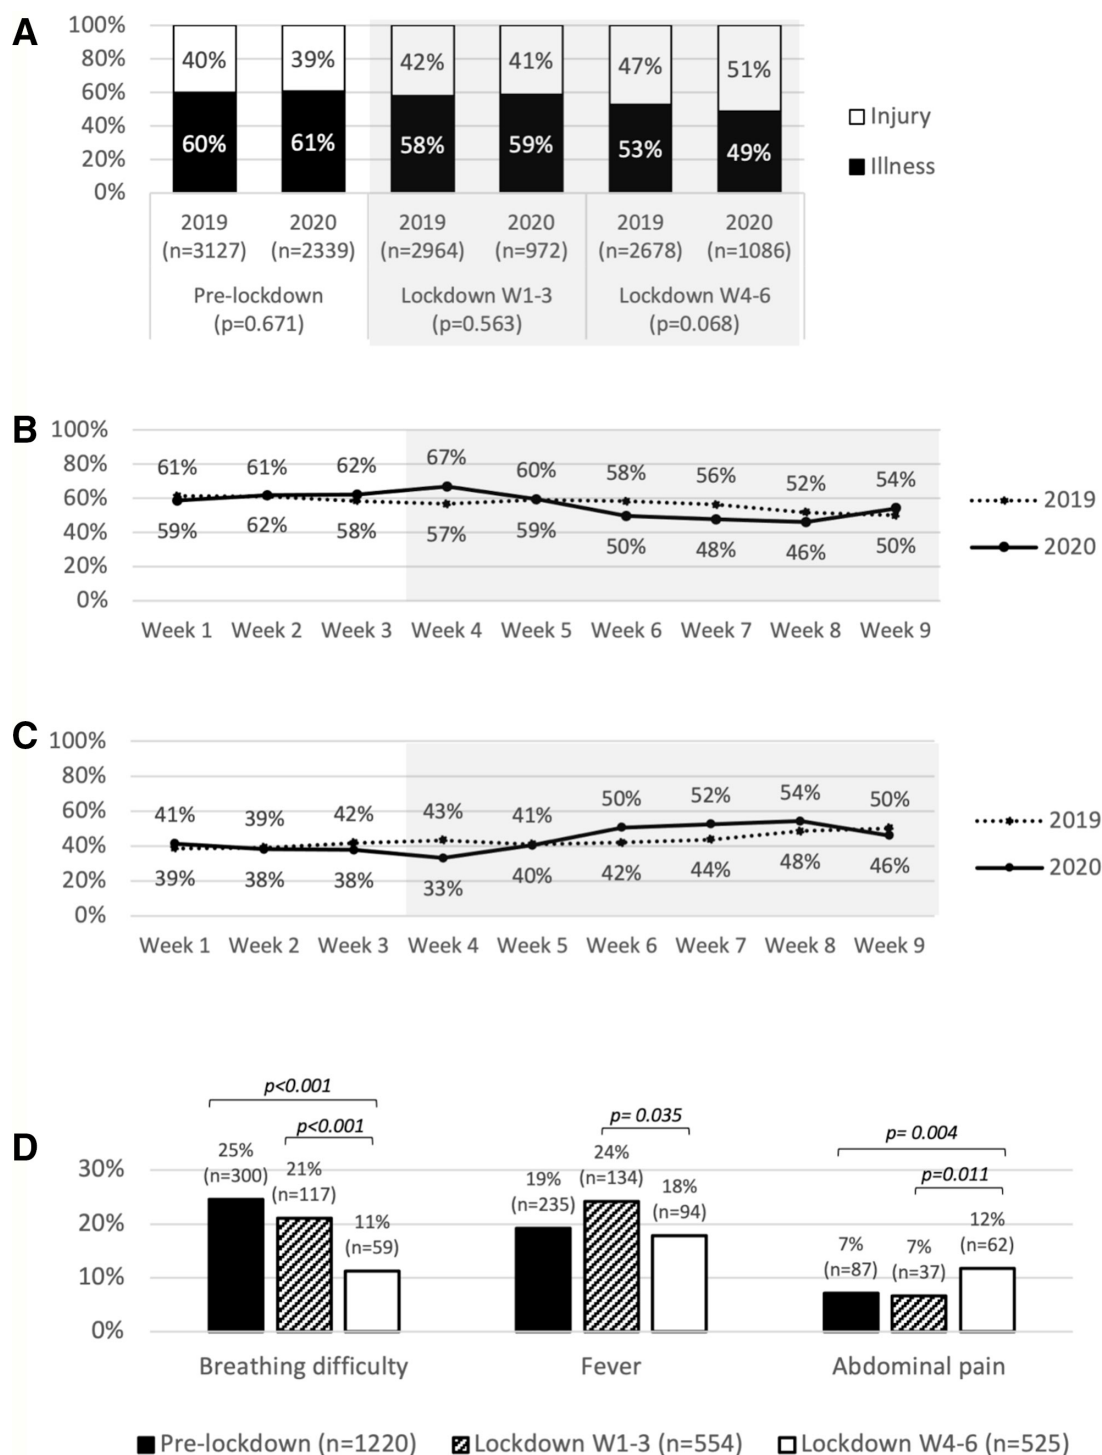 A
100%
80%
60%
40%
20%
0%
40% 39% 42% 41% 47% 51%
60% 61% 58% 59% 53% 49%
Injury
Illness
2019 2020 2019 2020 2019 2020
(n=3127) (n=2339) (n=2964) (n=972) (n=2678) (n=1086)
Pre-lockdown Lockdown W1-3 Lockdown W4-6
(p=0.671) (p=0.563) (p=0.068)
B
100%
80%
60%
40%
20%
0%
61% 61% 62% 67% 60% 58% 56% 52% 54%
59% 62% 58% 57% 59% 50% 48% 46% 50%
2019
2020
Week 1 Week 2 Week 3 Week 4 Week 5 Week 6 Week 7 Week 8 Week 9
C
100%
80%
60%
40%
20%
0%
41% 39% 42% 43% 41% 50% 52% 54% 50%
39% 38% 38% 33% 40% 42% 44% 48% 46%
2019
2020
Week 1 Week 2 Week 3 Week 4 Week 5 Week 6 Week 7 Week 8 Week 9
D
30%
20%
10%
0%
p<0.001
p<0.001
25%
(n=300)
21%
(n=117)
11%
(n=59)
p= 0.035
19%
(n=235)
24%
(n=134)
18%
(n=94)
p= 0.004
p=0.011
7%
(n=87)
7%
(n=37)
12%
(n=62)
Breathing difficulty Fever Abdominal pain
Pre-lockdown (n=1220) Lockdown W1-3 (n=554) Lockdown W4-6 (n=525)